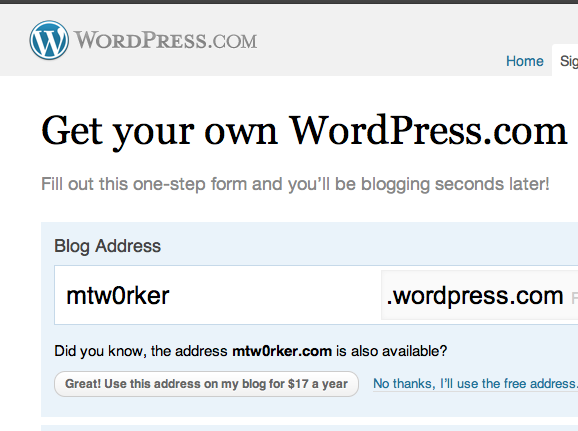 WORDPRESS.COM
Home Sig
Get your own WordPress.com
Fill out this one-step form and you'll be blogging seconds later!
Blog Address
mtw0rker .wordpress.com F
Did you know, the address mtw0rker.com is also available?
Great! Use this address on my blog for $17 a year No thanks, I'll use the free address.